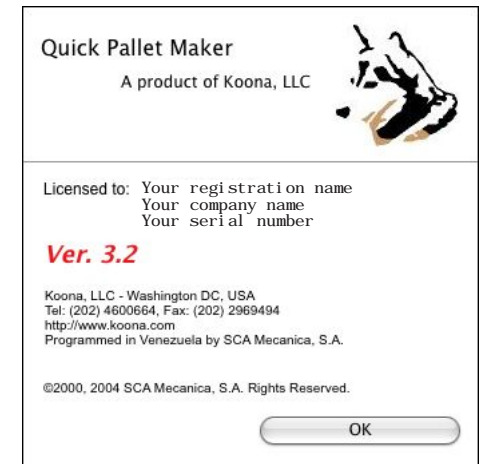 Quick Pallet Maker
A product of Koona, LLC
Licensed to: Your registration name
Your company name
Your serial number
Ver. 3.2
Koona, LLC - Washington DC, USA
Tel: (202) 4600664, Fax: (202) 2969494
http://www.koona.com
Programmed in Venezuela by SCA Mecanica, S.A.
©2000, 2004 SCA Mecanica, S.A. Rights Reserved.
OK